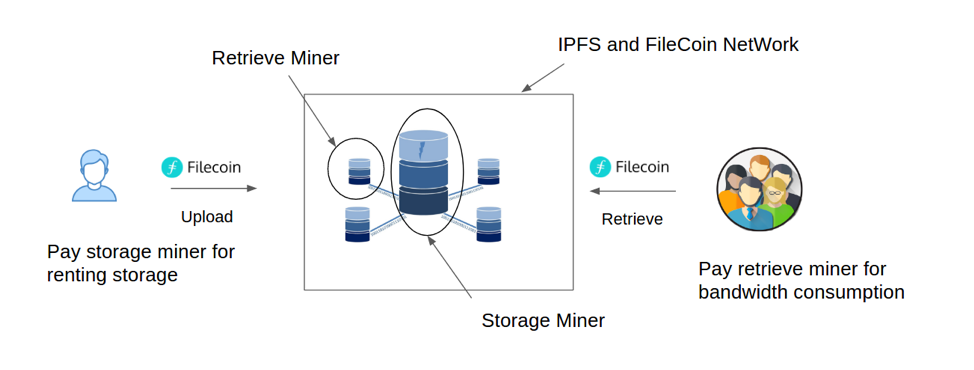 IPFS and FileCoin NetWork
Retrieve Miner
Filecoin
Upload
Pay storage miner for
renting storage
Filecoin
Retrieve
Pay retrieve miner for
bandwidth consumption
Storage Miner